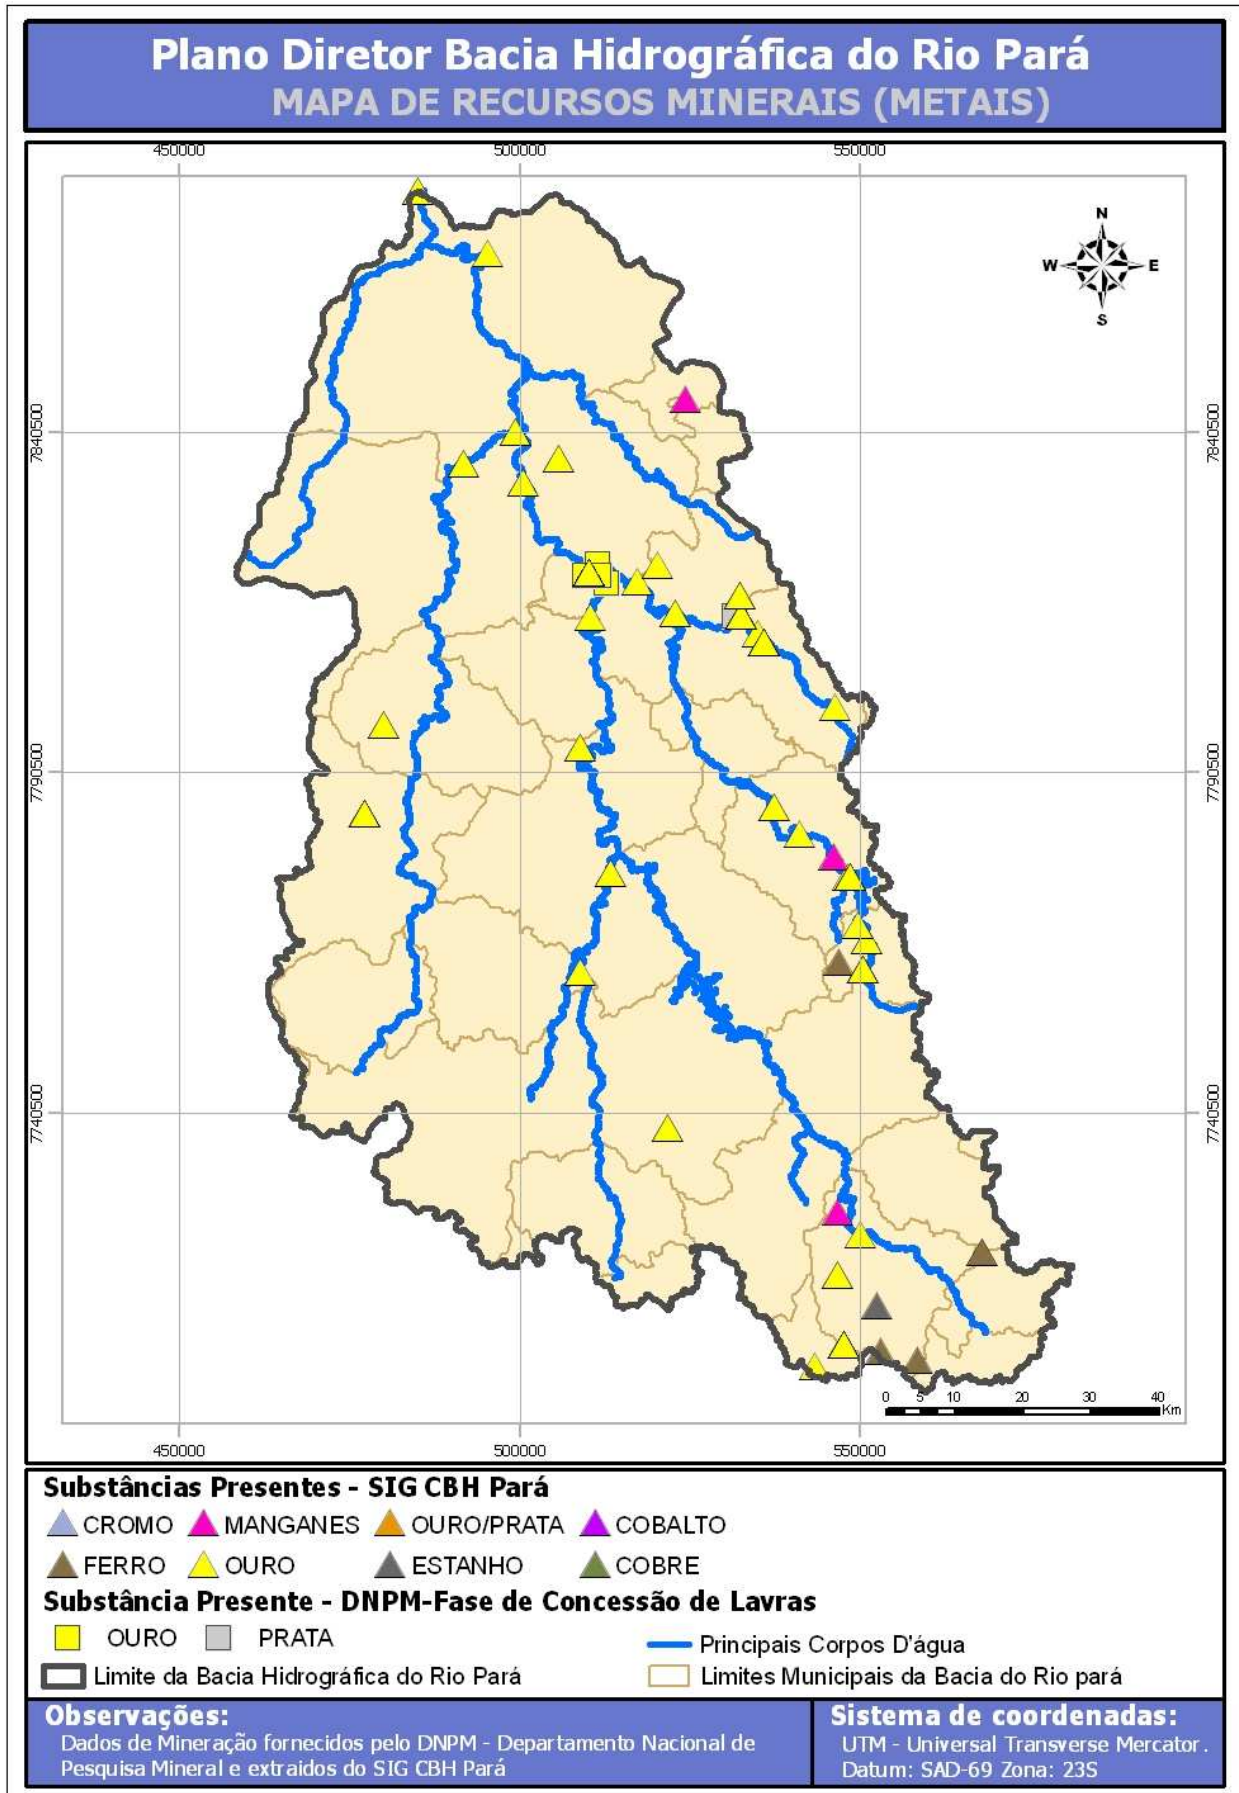 Plano Diretor Bacia Hidrográfica do Rio Pará
MAPA DE RECURSOS MINERAIS (METAIS)
450000 500000 550000
N
W E
S
7840500 7840500
7790500 7790500
7740500 7740500
0 5 10 20 30 40
Km
450000 500000 550000
Substâncias Presentes - SIG CBH Pará
CROMO MANGANES OURO/PRATA COBALTO
FERRO OURO ESTANHO COBRE
Substância Presente - DNPM-Fase de Concessão de Lavras
OURO PRATA Principais Corpos D'água
Limite da Bacia Hidrográfica do Rio Pará Limites Municipais da Bacia do Rio pará
Observações:
Dados de Mineração fornecidos pelo DNPM - Departamento Nacional de
Pesquisa Mineral e extraidos do SIG CBH Pará
Sistema de coordenadas:
UTM - Universal Transverse Mercator.
Datum: SAD-69 Zona: 23S